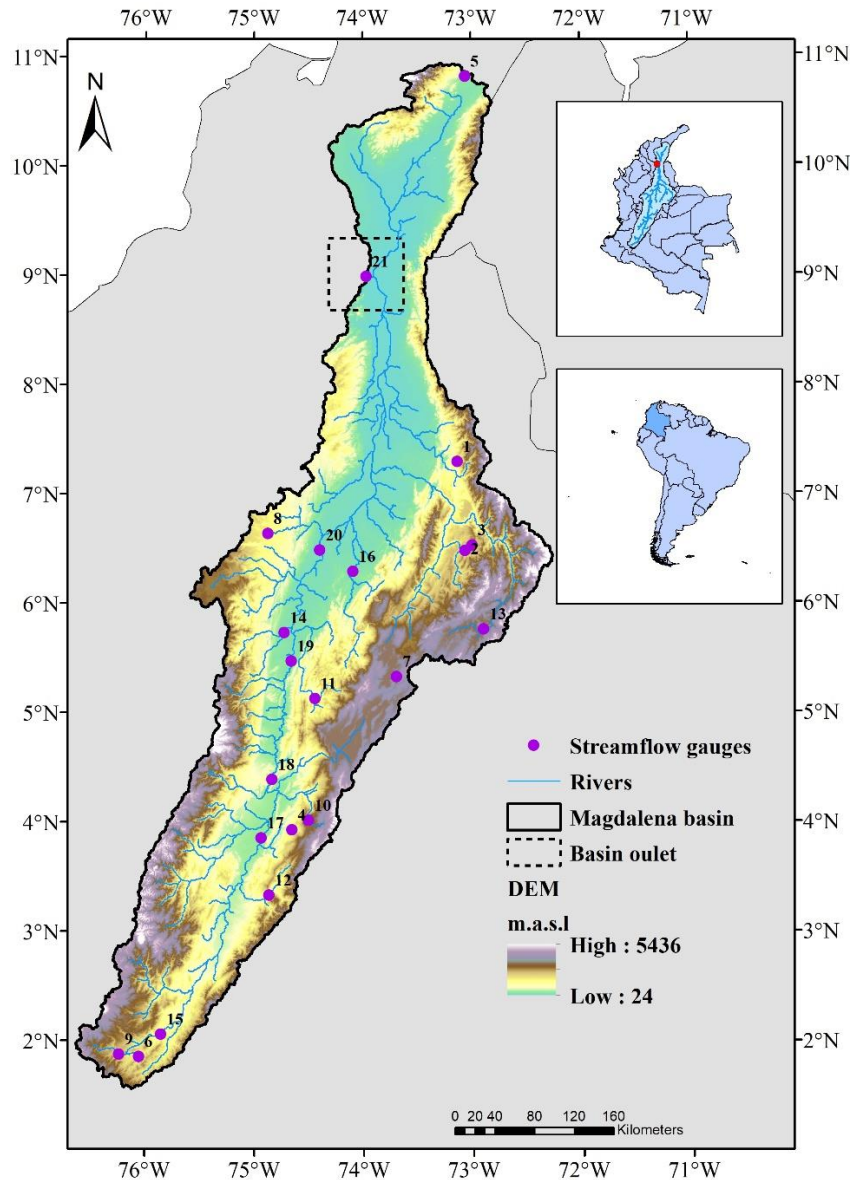 76°W 74°W 74°W 73°W 72°W 71°W
11°N 11°N
N
5
10°N 10°N
21
9°N 9°N
8°N 8°N
1
7°N 7°N
8
3
20
2
16
6°N 6°N
14
13
19
7
11
5°N 5°N
Streamflow gauges
18
Rivers
10
4°N 4°N
4
17
Magdalena basin
Basin oulet
12
DEM
3°N 3°N
m.a.s.l
High : 5436
Low : 24
15
2°N 2°N
9
6
0 20 40 80 120 160
Kilometers
76°W 74°W 74°W 73°W 72°W 71°W